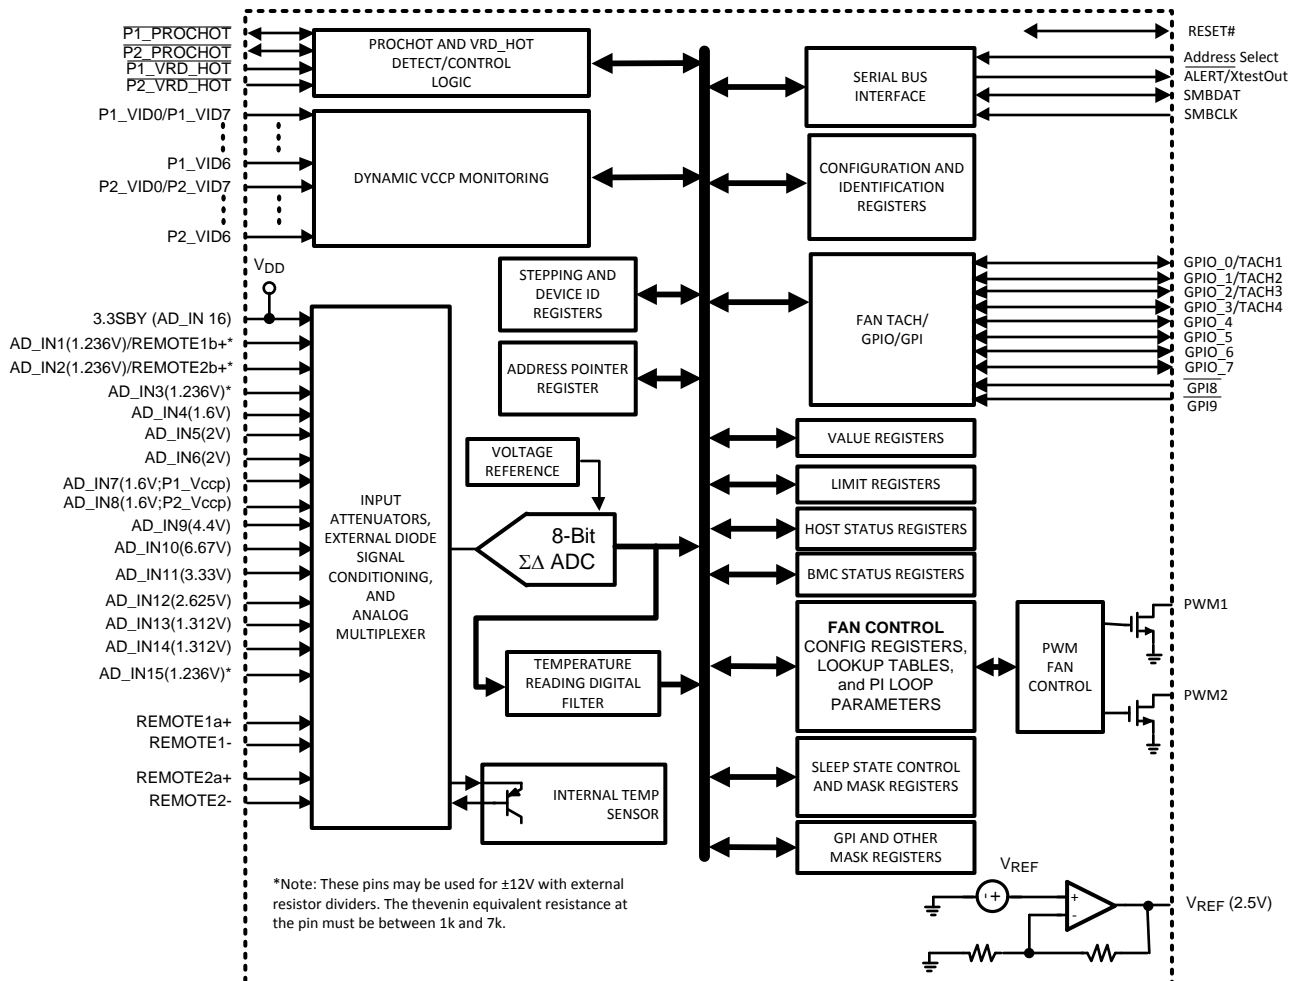 P1_PROCHOT
P2_PROCHOT
P1_VRD_HOT
P2_VRD_HOT
P1_VID0/P1_VID7
P1_VID6
P2_VID0/P2_VID7
P2_VID6
VDD
3.3SBY (AD_IN 16)
AD_IN1(1.236V)/REMOTE1b+*
AD_IN2(1.236V)/REMOTE2b+*
AD_IN3(1.236V)*
AD_IN4(1.6V)
AD_IN5(2V)
AD_IN6(2V)
AD_IN7(1.6V;P1_Vccp)
AD_IN8(1.6V;P2_Vccp)
AD_IN9(4.4V)
AD_IN10(6.67V)
AD_IN11(3.33V)
AD_IN12(2.625V)
AD_IN13(1.312V)
AD_IN14(1.312V)
AD_IN15(1.236V)*
REMOTE1a+
REMOTE1-
REMOTE2a+
REMOTE2-
PROCHOT AND VRD_HOT
DETECT/CONTROL
LOGIC
DYNAMIC VCCP MONITORING
STEPPING AND
DEVICE ID
REGISTERS
ADDRESS POINTER
REGISTER
VOLTAGE
REFERENCE
INPUT
ATTENUATORS,
EXTERNAL DIODE
SIGNAL
CONDITIONING,
AND
ANALOG
MULTIPLEXER
8-Bit
ΣΔ ADC
TEMPERATURE
READING DIGITAL
FILTER
INTERNAL TEMP
SENSOR
*Note: These pins may be used for ±12V with external
resistor dividers. The thevenin equivalent resistance at
the pin must be between 1k and 7k.
SERIAL BUS
INTERFACE
CONFIGURATION AND
IDENTIFICATION
REGISTERS
FAN TACH/
GPIO/GPI
VALUE REGISTERS
LIMIT REGISTERS
HOST STATUS REGISTERS
BMC STATUS REGISTERS
FAN CONTROL
CONFIG REGISTERS,
LOOKUP TABLES,
and PI LOOP
PARAMETERS
PWM
FAN
CONTROL
SLEEP STATE CONTROL
AND MASK REGISTERS
GPI AND OTHER
MASK REGISTERS
RESET#
Address Select
ALERT/XtestOut
SMBDAT
SMBCLK
GPIO_0/TACH1
GPIO_1/TACH2
GPIO_2/TACH3
GPIO_3/TACH4
GPIO_4
GPIO_5
GPIO_6
GPIO_7
GPI8
GPI9
PWM1
PWM2
VREF
-
+
+
-
VREF (2.5V)